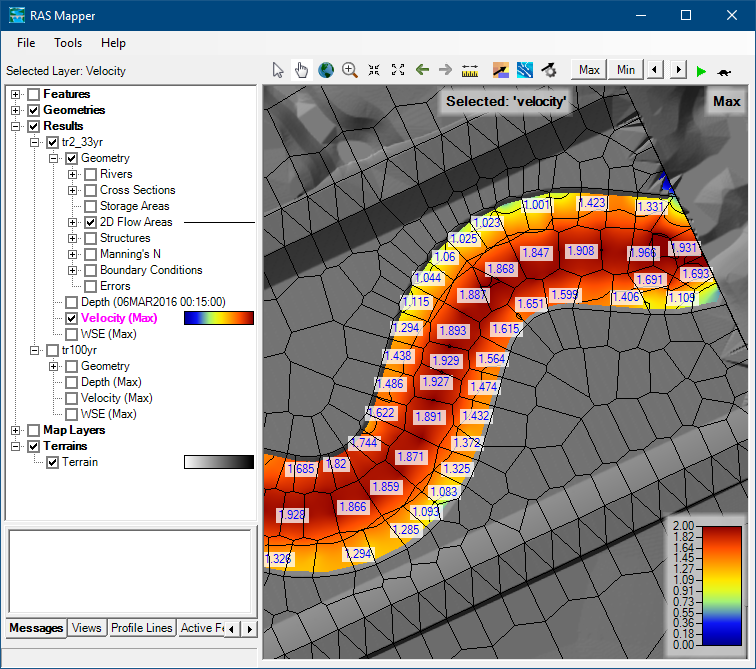 RAS Mapper
File Tools Help
Selected Layer: Velocity
Max Min
Features
Geometries
Results
tr2_33yr
Geometry
Rivers
Cross Sections
Storage Areas
2D Flow Areas
Structures
Manning's N
Boundary Conditions
Errors
Depth (06MAR2016 00:15:00)
Velocity (Max)
WSE (Max)
tr100yr
Geometry
Depth (Max)
Velocity (Max)
WSE (Max)
Map Layers
Terrains
Terrain
Messages Views Profile Lines Active Fe
Selected: 'velocity'
Max
1.001 1.423 1.331
1.023
1.025
1.06
1.847 1.908 1.966 1.931
1.044 1.868 1.691 1.693
1.115 1.887 1.651 1.599 1.406 1.109
1.294 1.893 1.615
1.438 1.929 1.564
1.486 1.927 1.474
1.622 1.891 1.432
1.744 1.871 1.372
1.685 1.82 1.325
1.859 1.083
1.928 1.866 1.093
1.285
1.326 1.294
2.00
1.82
1.64
1.45
1.27
1.09
0.91
0.73
0.55
0.36
0.18
0.00